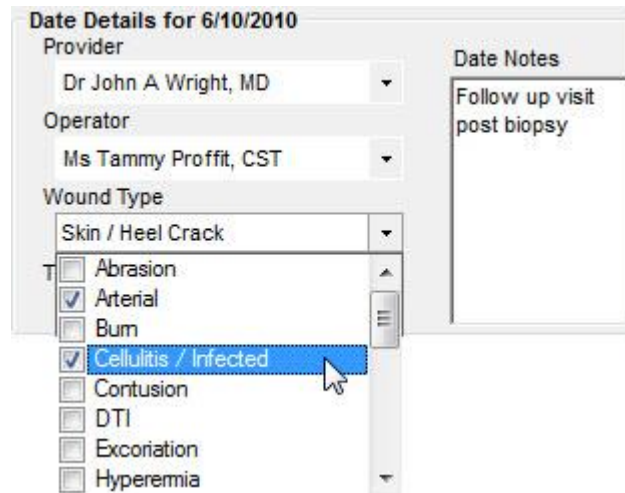 Date Details for 6/10/2010
Provider
Dr John A Wright, MD
Operator
Ms Tammy Proffit, CST
Wound Type
Skin / Heel Crack
T
Abrasion
Arterial
Burn
Cellulitis / Infected
Contusion
DTI
Excoriation
Hyperemia
Date Notes
Follow up visit
post biopsy